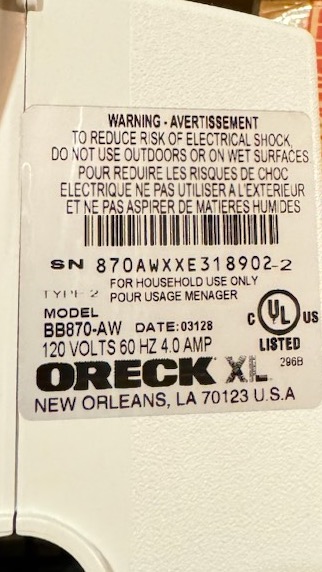 WARNING - AVERTISSEMENT
TO REDUCE RISK OF ELECTRICAL SHOCK,
DO NOT USE OUTDOORS OR ON WET SURFACES
POUR REDUIRE LES RISQUES DE CHOC
ELECTRIQUE NE PAS UTILISER A L'EXTERIEUR
ET NE PAS ASPIRER DE MATIERES HUMIDES
SN 870AWXXE318902-2
FOR HOUSEHOLD USE ONLY
TYPE 2 POUR USAGE MENAGER
MODEL
BB870-AW DATE:03128
120 VOLTS 60 HZ 4.0 AMP
C UL US
LISTED
296B
ORECK XL
NEW ORLEANS, LA 70123 U.S.A